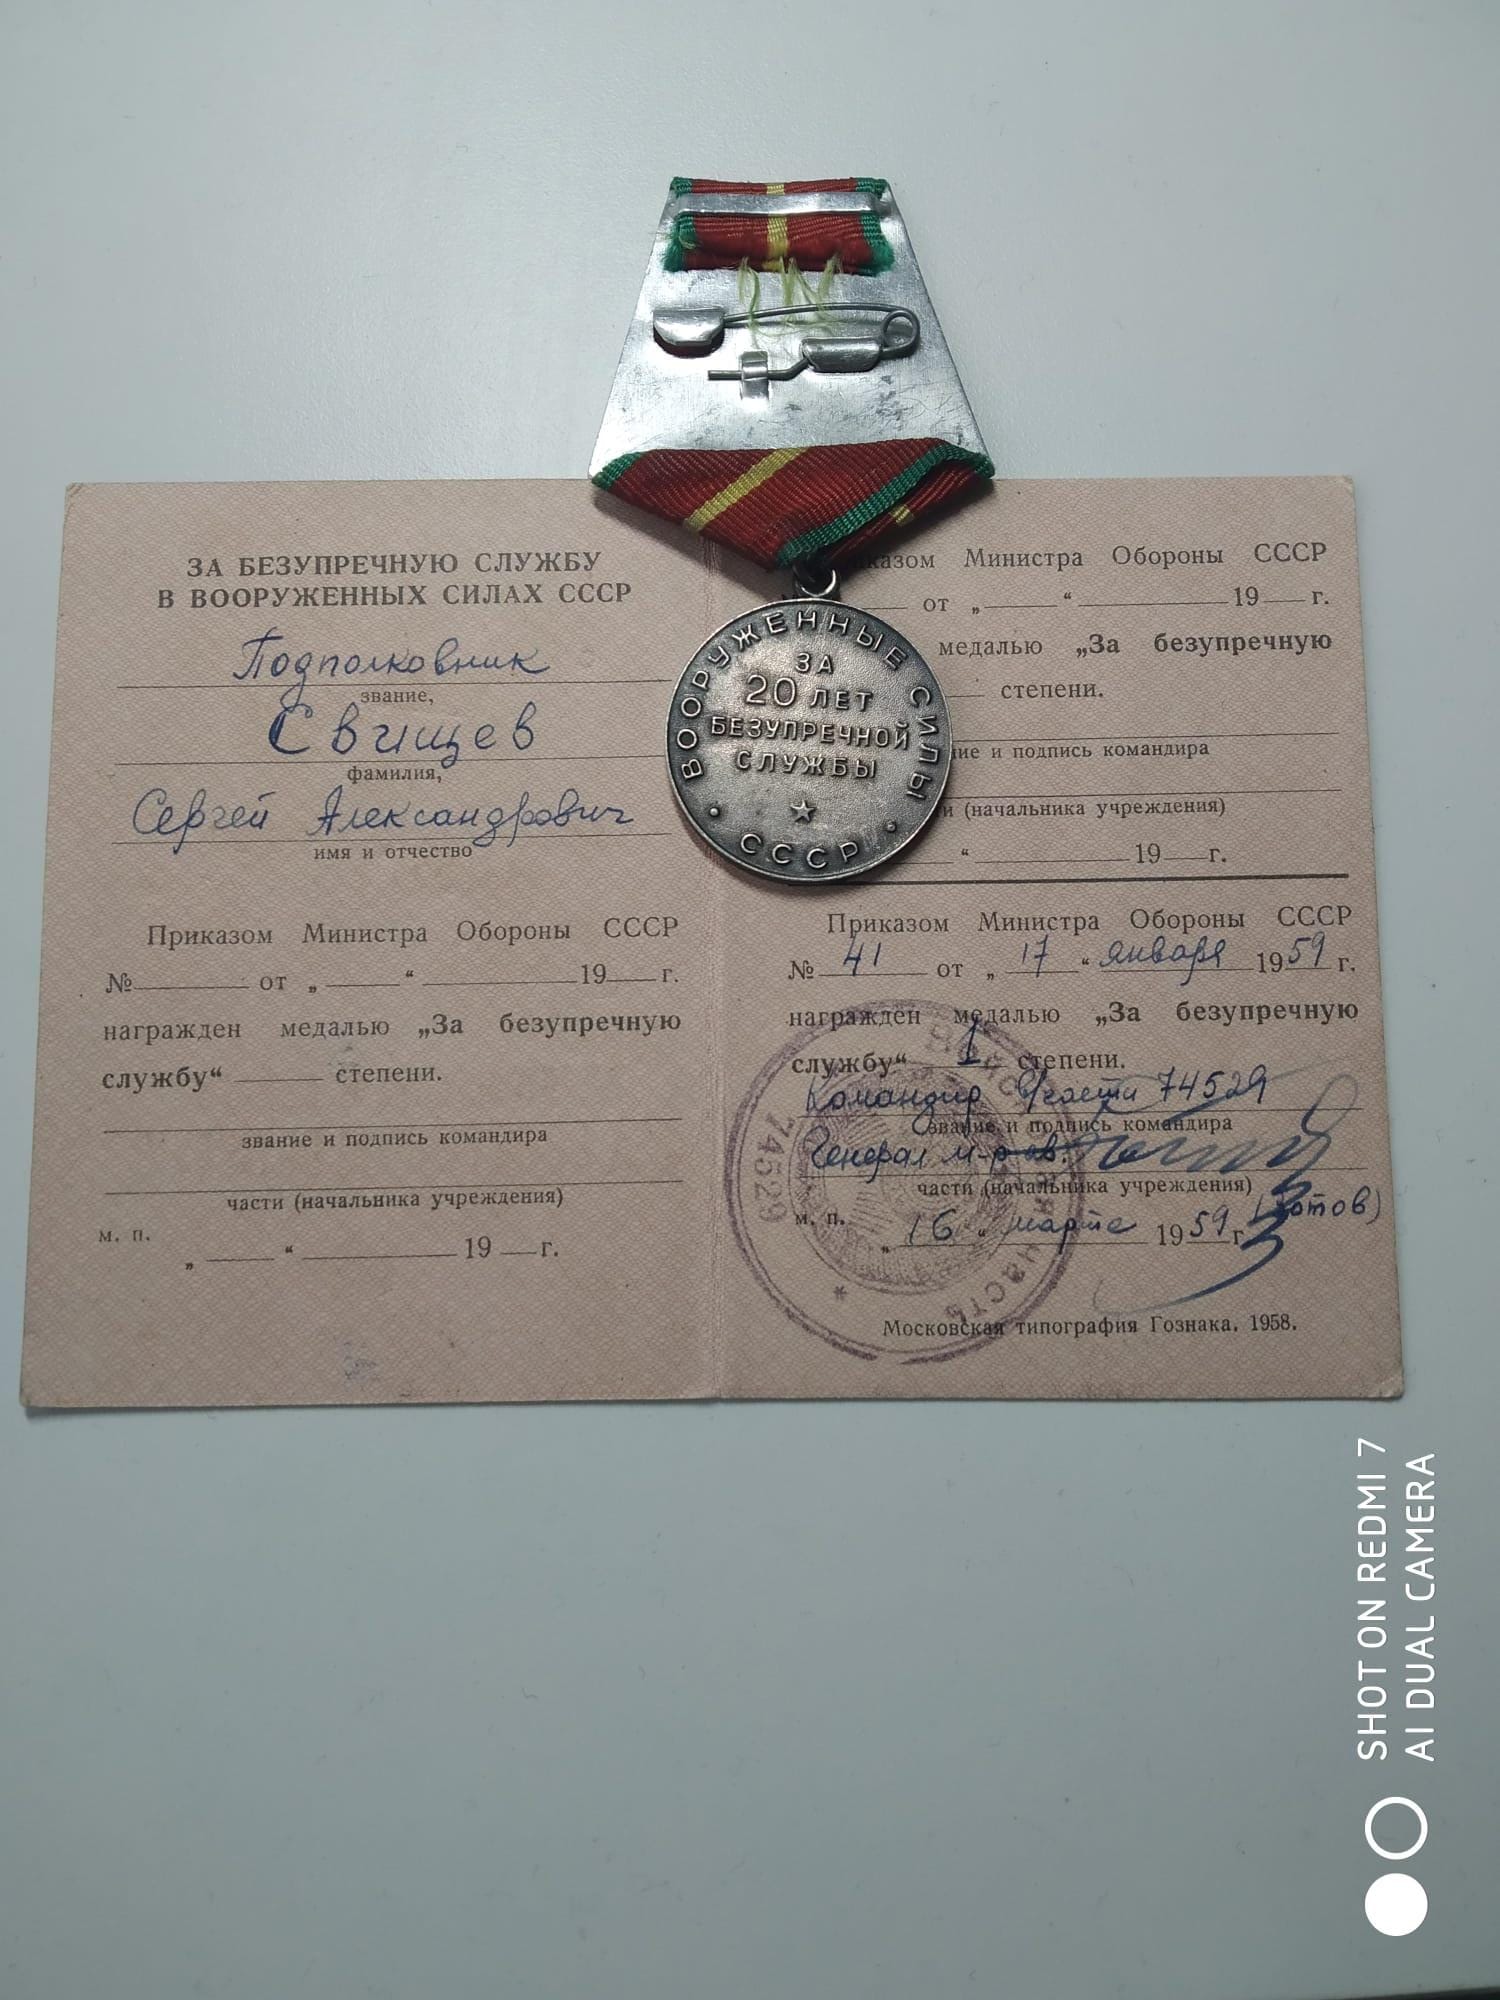 ЗА БЕЗУПРЕЧНУЮ СЛУЖБУ
В ВООРУЖЕННЫХ СИЛАХ СССР
Подполковник
звание,
Свищев
фамилия,
Сергей Александрович
имя и отчество
Приказом Министра Обороны СССР
№ от „ “ 19 г.
награжден медалью „За безупречную
службу“ степени.
звание и подпись командира
части (начальника учреждения)
м. п.
„ “ 19 г.
ВООРУЖЕННЫЕ СИЛЫ
ЗА
20 ЛЕТ
БЕЗУПРЕЧНОЙ
СЛУЖБЫ
СССР
Министра Обороны СССР
от „ “ 19 г.
медалью „За безупречную
степени.
и подпись командира
(начальника учреждения)
“ 19 г.
Приказом Министра Обороны СССР
№ 41 от „ 17 “ января 1959 г.
награжден медалью „За безупречную
службу“ 1 степени.
Командир в/части 74529
звание и подпись командира
Генерал м-р ав.
части (начальника учреждения)
(Зотов)
м. п.
„ 16 “ марта 1959 г.
ВОЙСКОВАЯ ЧАСТЬ
74529
Московская типография Гознака. 1958.
SHOT ON REDMI 7
AI DUAL CAMERA